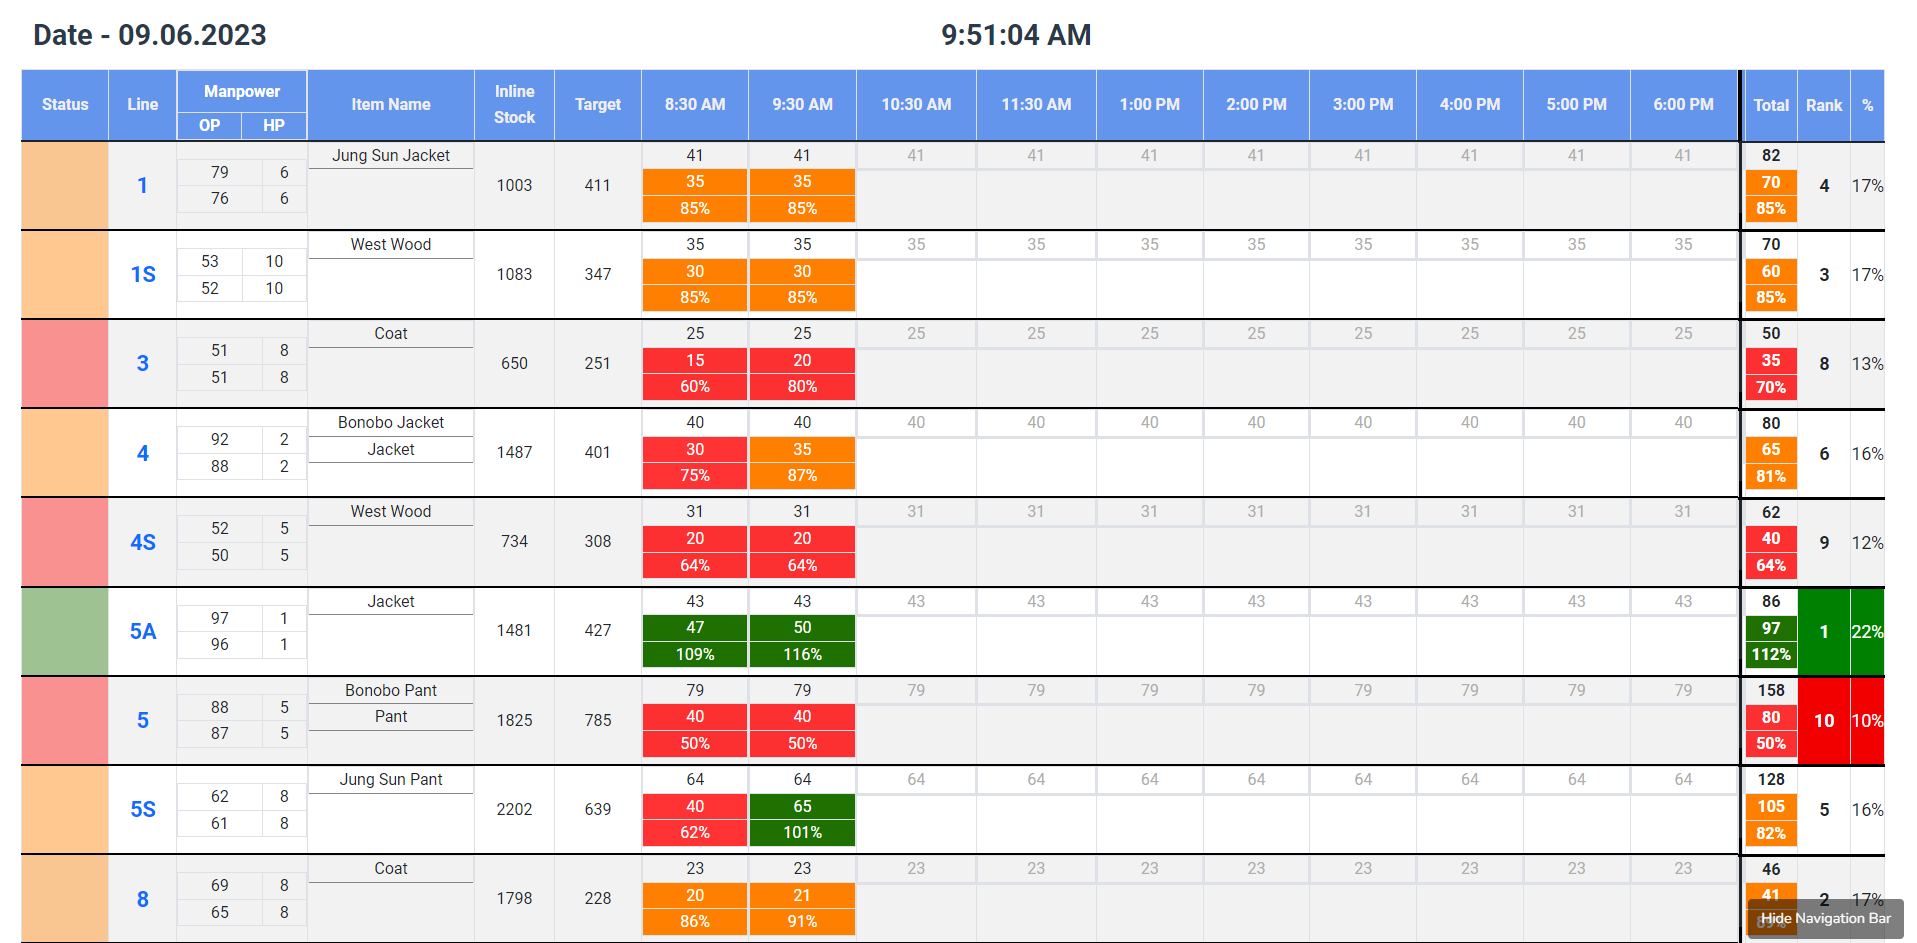 Date - 09.06.2023 9:51:04 AM
Status Line Manpower OP HP Item Name Inline Stock Target 8:30 AM 9:30 AM 10:30 AM 11:30 AM 1:00 PM 2:00 PM 3:00 PM 4:00 PM 5:00 PM 6:00 PM Total Rank %
Jung Sun Jacket 41 41 41 41 41 41 41 41 41 41 82
1 79 6 1003 411 35 35 70 4 17%
76 6 85% 85% 85%
West Wood 35 35 35 35 35 35 35 35 35 35 70
1S 53 10 1083 347 30 30 60 3 17%
52 10 85% 85% 85%
Coat 25 25 25 25 25 25 25 25 25 25 50
3 51 8 650 251 15 20 35 8 13%
51 8 60% 80% 70%
Bonobo Jacket 40 40 40 40 40 40 40 40 40 40 80
4 92 2 Jacket 1487 401 30 35 65 6 16%
88 2 75% 87% 81%
West Wood 31 31 31 31 31 31 31 31 31 31 62
4S 52 5 734 308 20 20 40 9 12%
50 5 64% 64% 64%
Jacket 43 43 43 43 43 43 43 43 43 43 86
5A 97 1 1481 427 47 50 97 1 22%
96 1 109% 116% 112%
Bonobo Pant 79 79 79 79 79 79 79 79 79 79 158
5 88 5 Pant 1825 785 40 40 80 10 10%
87 5 50% 50% 50%
Jung Sun Pant 64 64 64 64 64 64 64 64 64 64 128
5S 62 8 2202 639 40 65 105 5 16%
61 8 62% 101% 82%
Coat 23 23 23 23 23 23 23 23 23 23 46
8 69 8 1798 228 20 21 41 2 17%
65 8 86% 91% 89%
Hide Navigation Bar